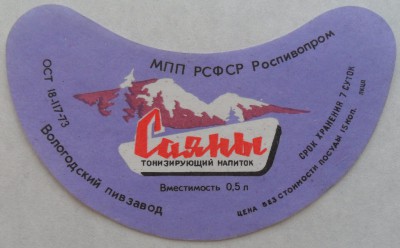 МПП РСФСР Роспивопром
ОСТ 18-117-73
Вологодский пивзавод
Саяны
ТОНИЗИРУЮЩИЙ НАПИТОК
Вместимость 0,5 л
СРОК ХРАНЕНИЯ 7 СУТОК
ЦЕНА БЕЗ СТОИМОСТИ ПОСУДЫ 15 КОП.